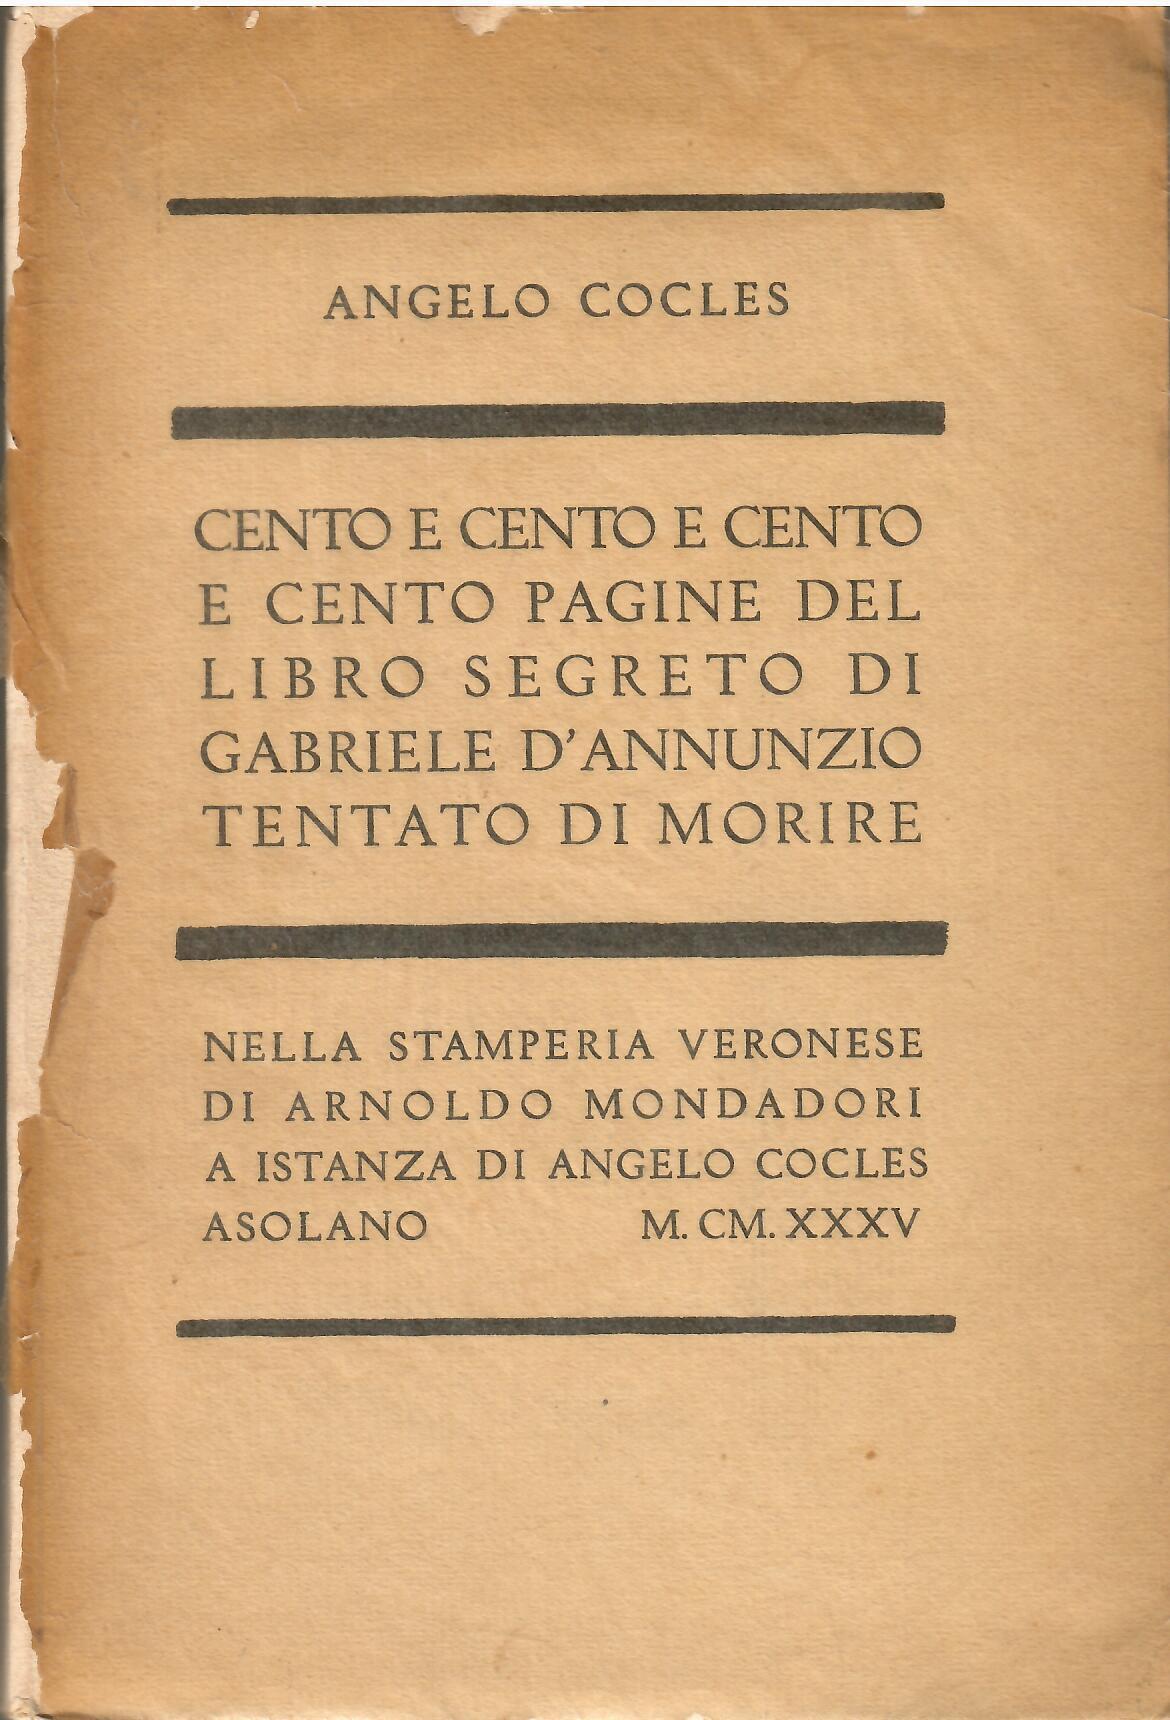 ANGELO COCLES
CENTO E CENTO E CENTO
E CENTO PAGINE DEL
LIBRO SEGRETO DI
GABRIELE D'ANNUNZIO
TENTATO DI MORIRE
NELLA STAMPERIA VERONESE
DI ARNOLDO MONDADORI
A ISTANZA DI ANGELO COCLES
ASOLANO M. CM. XXXV